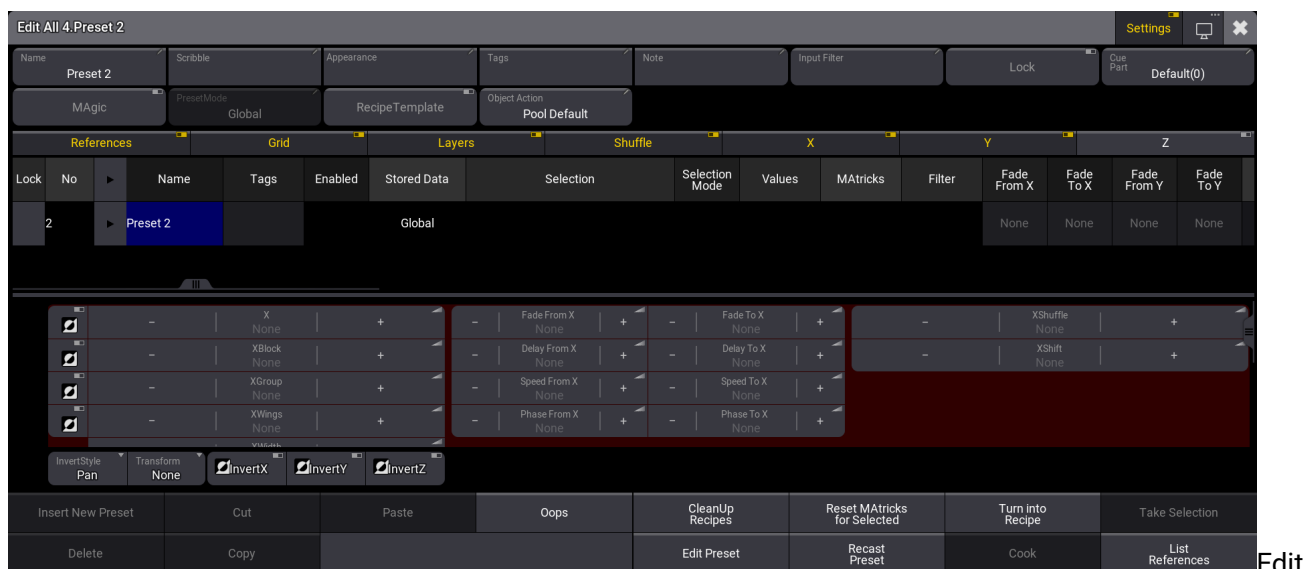 Edit All 4.Preset 2
Settings
Name
Preset 2
Scribble
Appearance
Tags
Note
Input Filter
Lock
Cue
Part
Default(0)
MAgic
PresetMode
Global
RecipeTemplate
Object Action
Pool Default
References Grid Layers Shuffle X Y Z
Lock No Name Tags Enabled Stored Data Selection Selection Mode Values MAtricks Filter Fade From X Fade To X Fade From Y Fade To Y
2 Preset 2 Global None None None None
− X None + − Fade From X None + − Fade To X None + − XShuffle None +
− XBlock None + − Delay From X None + − Delay To X None + − XShift None +
− XGroup None + − Speed From X None + − Speed To X None +
− XWings None + − Phase From X None + − Phase To X None +
XWidth
InvertStyle
Pan
Transform
None
InvertX InvertY InvertZ
Insert New Preset Cut Paste Oops CleanUp Recipes Reset MAtricks for Selected Turn into Recipe Take Selection
Delete Copy Edit Preset Recast Preset Cook List References
Edit